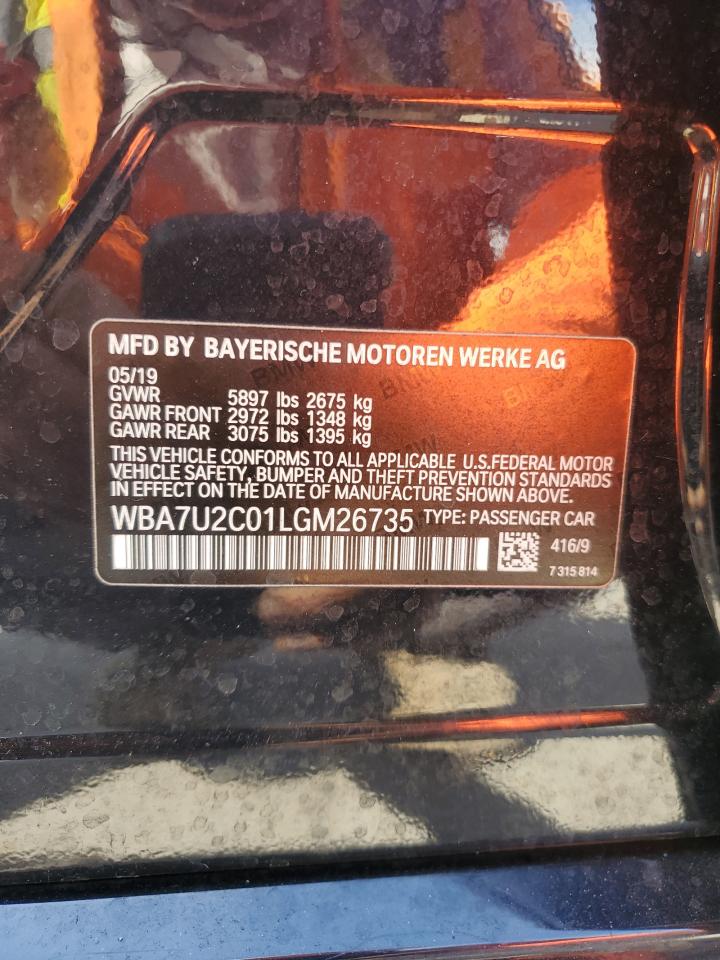 MFD BY BAYERISCHE MOTOREN WERKE AG
05/19
GVWR 5897 lbs 2675 kg
GAWR FRONT 2972 lbs 1348 kg
GAWR REAR 3075 lbs 1395 kg
THIS VEHICLE CONFORMS TO ALL APPLICABLE U.S.FEDERAL MOTOR
VEHICLE SAFETY, BUMPER AND THEFT PREVENTION STANDARDS
IN EFFECT ON THE DATE OF MANUFACTURE SHOWN ABOVE.
WBA7U2C01LGM26735 TYPE: PASSENGER CAR
416/9
7 315 814
BMW
BMW
BMW